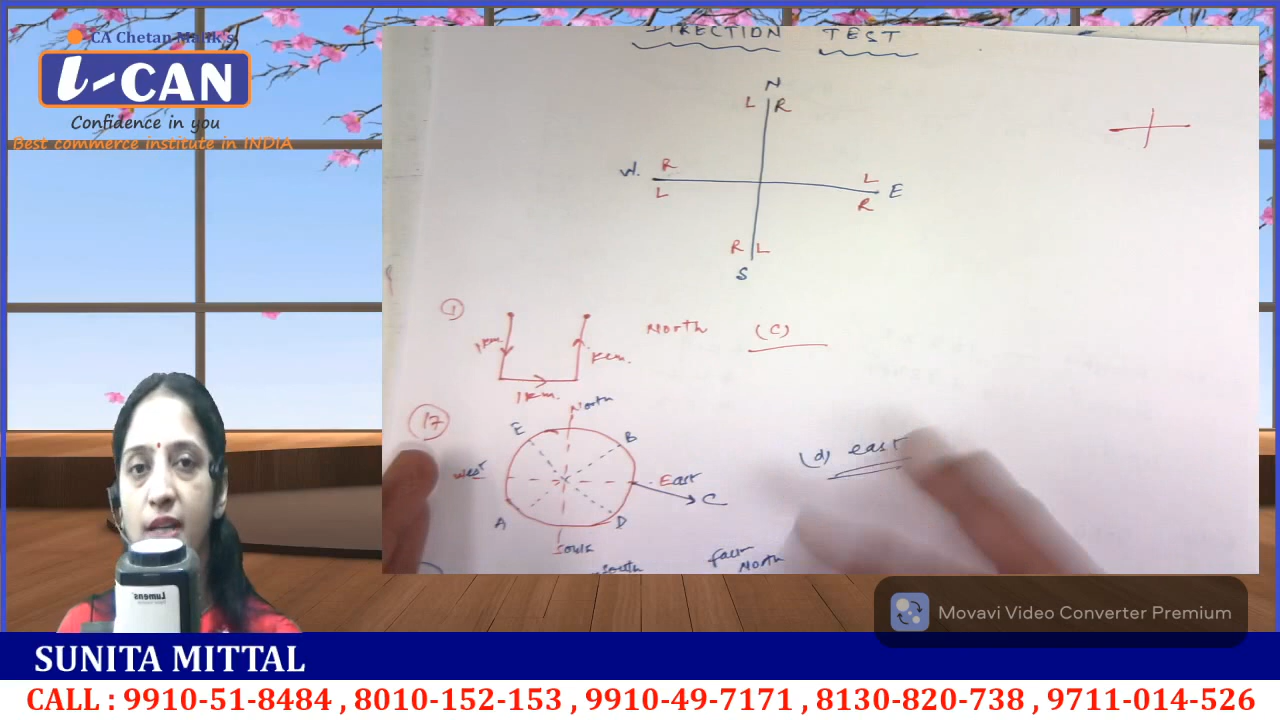 CA Chetan Malik's
i-CAN
Confidence in you
Best commerce institute in INDIA
DIRECTION TEST
N
L R
W. R
L
L
R E
R L
S
1
1km.
1km.
1km.
North (C)
17
North
E B
West East
C
A D
South
(d) east
south
face North
Lumens
Movavi Video Converter Premium
SUNITA MITTAL
CALL : 9910-51-8484 , 8010-152-153 , 9910-49-7171 , 8130-820-738 , 9711-014-526